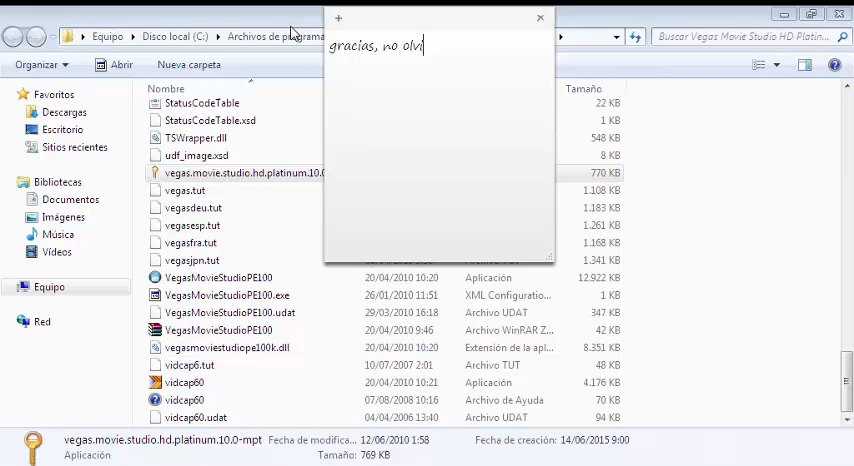 Equipo
Disco local (C:)
Archivos de programa
Buscar Vegas Movie Studio HD Platin...
Organizar
Abrir
Nueva carpeta
gracias, no olvi
Favoritos
Descargas
Escritorio
Sitios recientes
Bibliotecas
Documentos
Imágenes
Música
Vídeos
Equipo
Red
Nombre
Tamaño
StatusCodeTable 22 KB
StatusCodeTable.xsd 1 KB
TSWrapper.dll 548 KB
udf_image.xsd 8 KB
vegas.movie.studio.hd.platinum.10.0 770 KB
vegas.tut 1.108 KB
vegasdeu.tut 1.183 KB
vegasesp.tut 1.261 KB
vegasfra.tut 1.168 KB
vegasjpn.tut 1.341 KB
VegasMovieStudioPE100 20/04/2010 10:20 Aplicación 12.922 KB
VegasMovieStudioPE100.exe 26/01/2010 11:51 XML Configuratio... 1 KB
VegasMovieStudioPE100.udat 29/03/2010 16:18 Archivo UDAT 347 KB
VegasMovieStudioPE100 20/04/2010 9:46 Archivo WinRAR Z... 42 KB
vegasmoviestudiope100k.dll 20/04/2010 10:20 Extensión de la apl... 8.351 KB
vidcap6.tut 10/07/2007 2:01 Archivo TUT 48 KB
vidcap60 20/04/2010 10:21 Aplicación 4.176 KB
vidcap60 07/08/2008 10:16 Archivo de Ayuda 70 KB
vidcap60.udat 04/04/2006 13:40 Archivo UDAT 94 KB
vegas.movie.studio.hd.platinum.10.0-mpt Fecha de modifica... 12/06/2010 1:58 Fecha de creación: 14/06/2015 9:00
Aplicación Tamaño: 769 KB